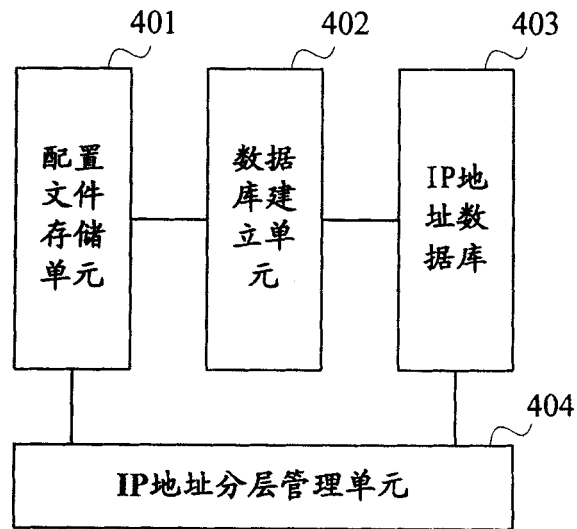 401
402
403
配置
文件
存储
单元
数据
库建
立单
元
IP地
址数
据库
404
IP地址分层管理单元